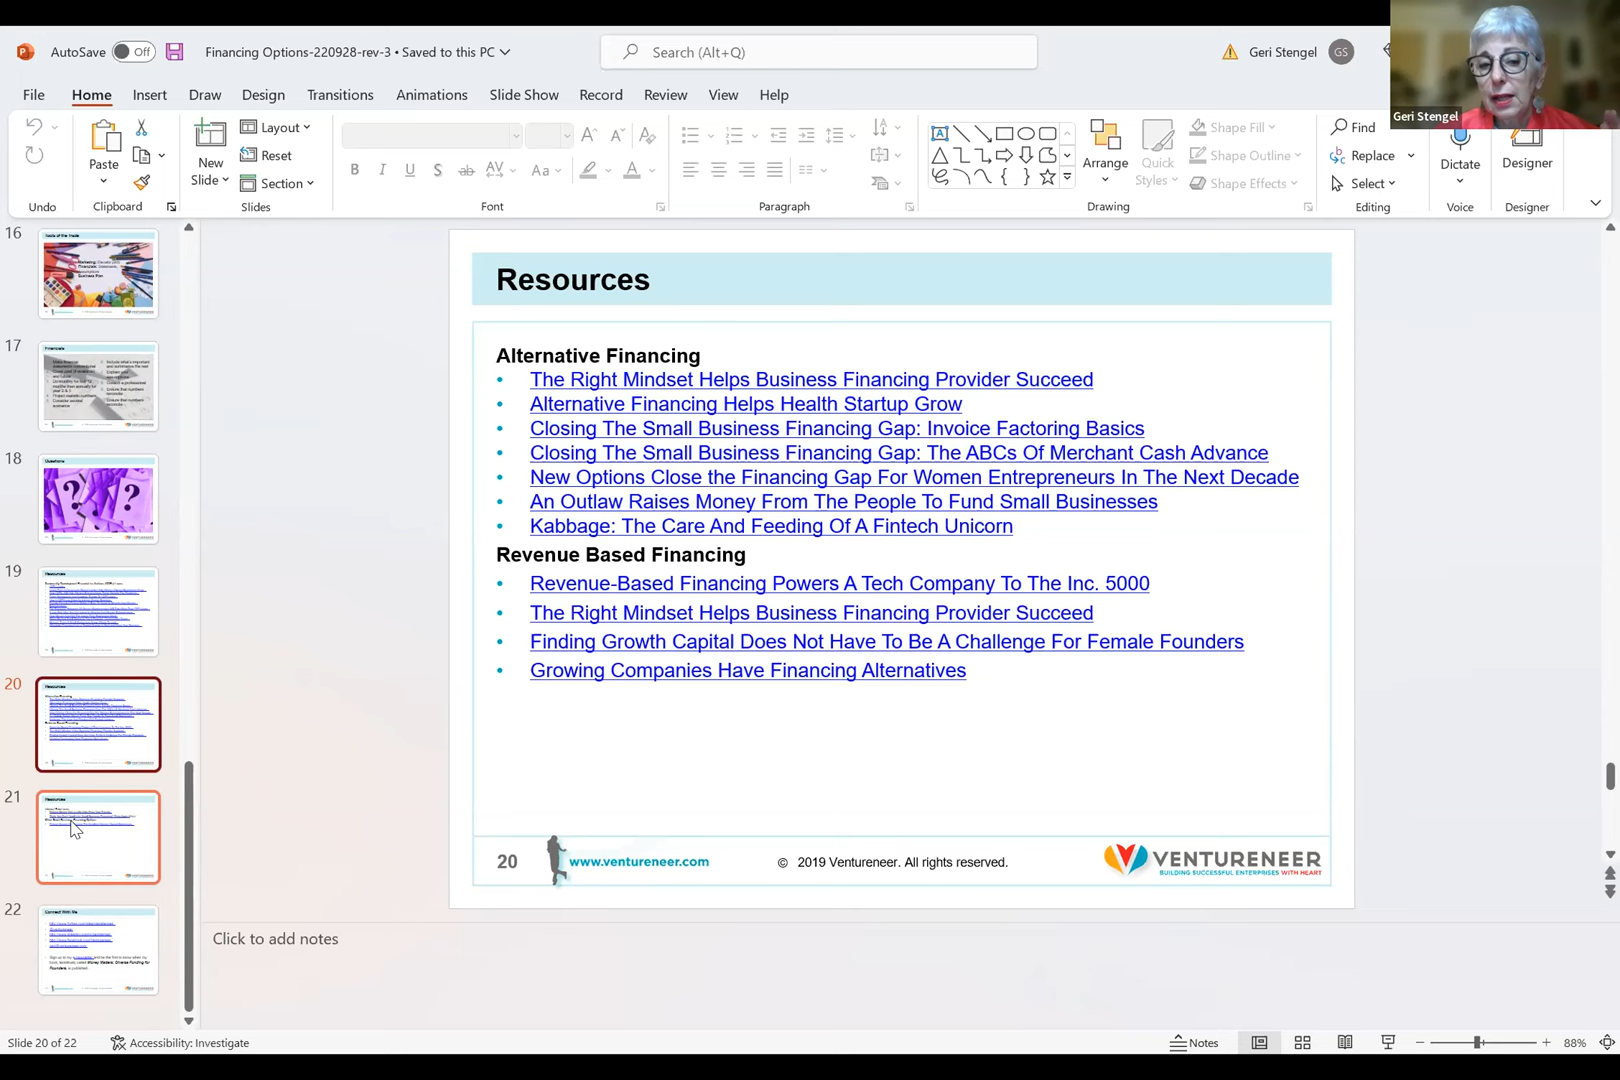 AutoSave Off Financing Options-220928-rev-3 • Saved to this PC Search (Alt+Q) Geri Stengel GS
File Home Insert Draw Design Transitions Animations Slide Show Record Review View Help
Geri Stengel
Paste
New Slide
Layout
Reset
Section
Arrange
Quick Styles
Shape Fill
Shape Outline
Shape Effects
Find
Replace
Select
Dictate
Designer
Undo Clipboard Slides Font Paragraph Drawing Editing Voice Designer
16
17
18
19
20
21
22
Financials
Questions
Resources
Resources
Resources
Connect With Me
Resources
Alternative Financing
• The Right Mindset Helps Business Financing Provider Succeed
• Alternative Financing Helps Health Startup Grow
• Closing The Small Business Financing Gap: Invoice Factoring Basics
• Closing The Small Business Financing Gap: The ABCs Of Merchant Cash Advance
• New Options Close the Financing Gap For Women Entrepreneurs In The Next Decade
• An Outlaw Raises Money From The People To Fund Small Businesses
• Kabbage: The Care And Feeding Of A Fintech Unicorn
Revenue Based Financing
• Revenue-Based Financing Powers A Tech Company To The Inc. 5000
• The Right Mindset Helps Business Financing Provider Succeed
• Finding Growth Capital Does Not Have To Be A Challenge For Female Founders
• Growing Companies Have Financing Alternatives
20 www.ventureneer.com © 2019 Ventureneer. All rights reserved. VENTURENEER
BUILDING SUCCESSFUL ENTERPRISES WITH HEART
Click to add notes
Slide 20 of 22 Accessibility: Investigate Notes 88%